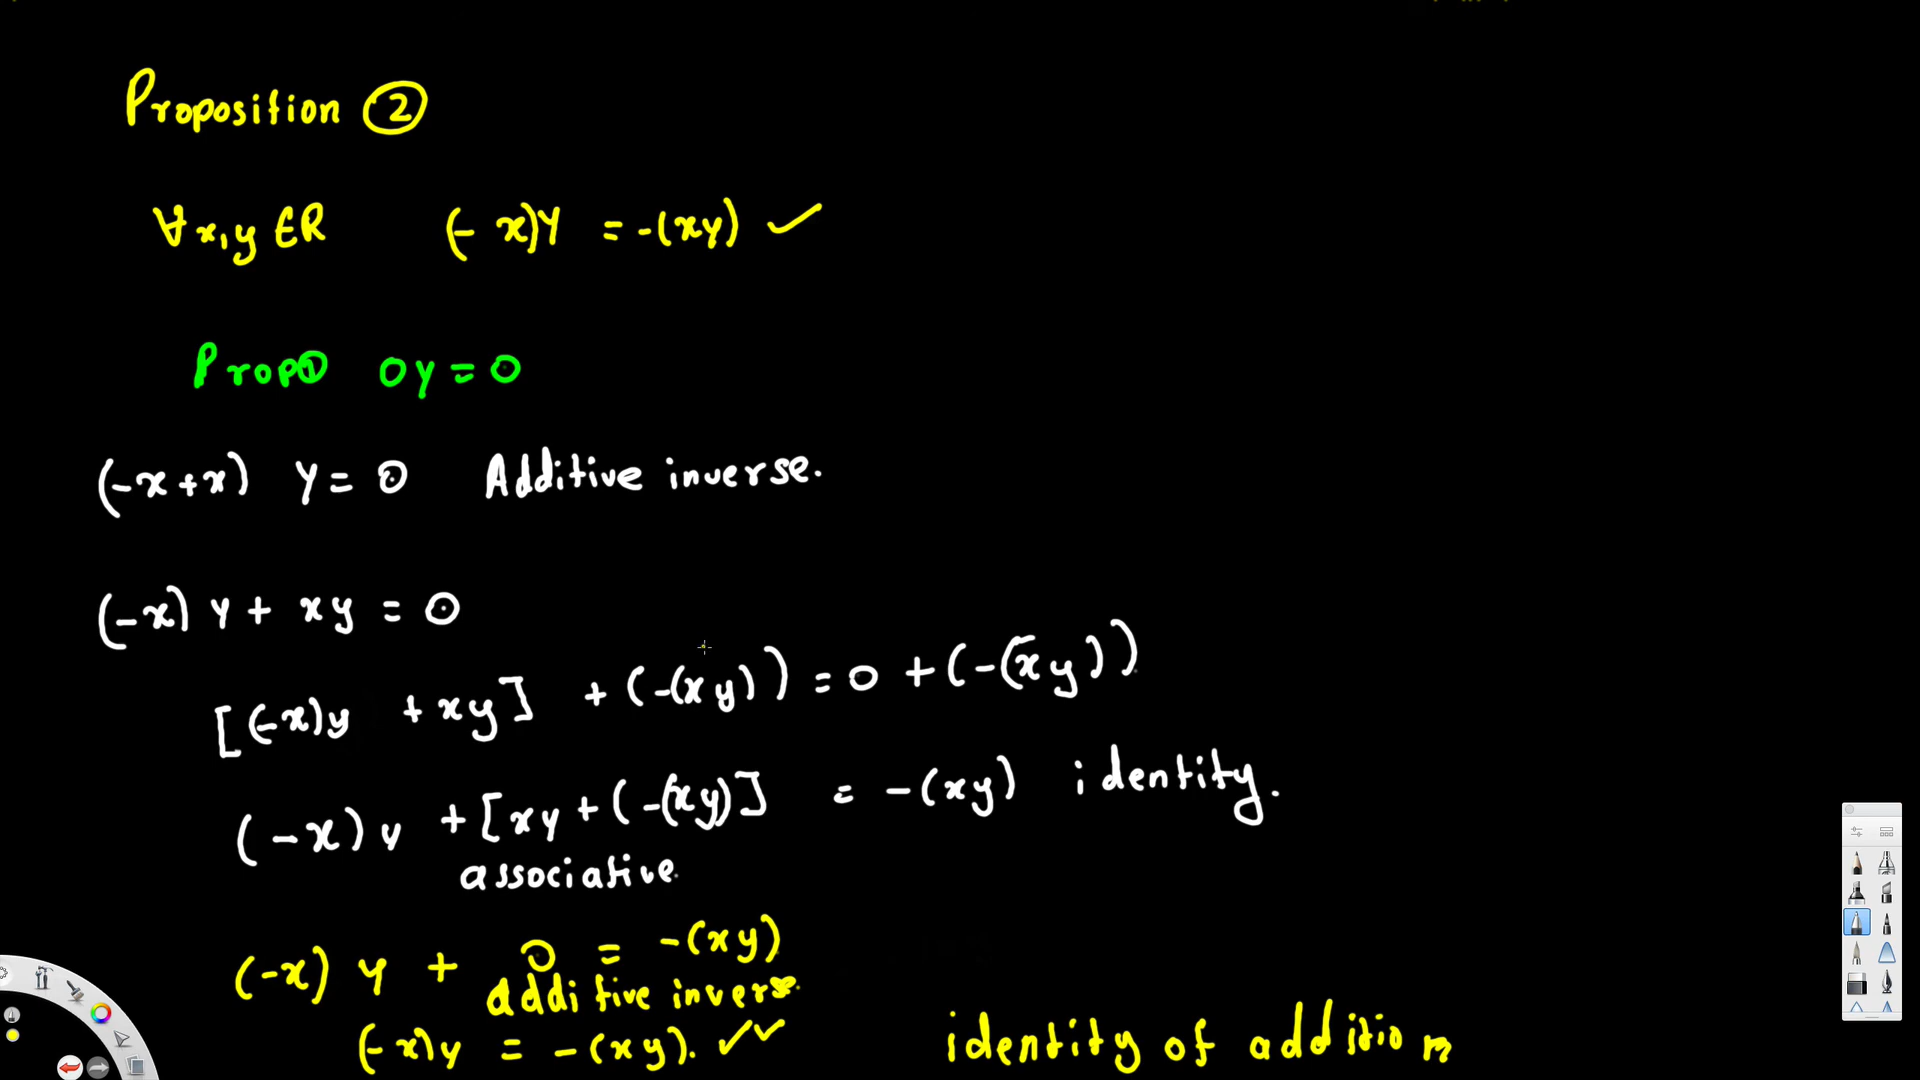 Proposition ②
∀ x, y ∈ R (-x)y = -(xy) ✓
Prop① 0y = 0
(-x+x) y = 0 Additive inverse.
(-x) y + xy = 0
[(-x)y + xy] + (-(xy)) = 0 + (-(xy))
(-x) y + [xy + (-(xy)] = -(xy) identity.
associative.
(-x) y + 0 = -(xy)
additive inverse.
(-x)y = -(xy). ✓✓ identity of addition